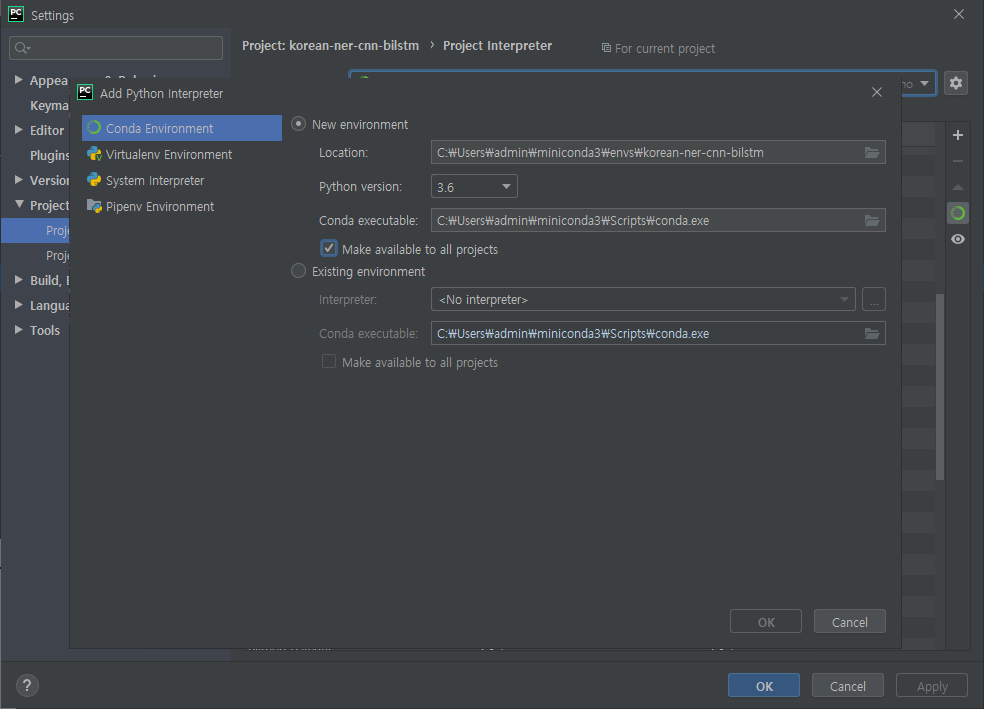 PC Settings
Project: korean-ner-cnn-bilstm › Project Interpreter
For current project
Appea
Keyma
Editor
Plugins
Version
Project
Proje
Proje
Build, E
Langua
Tools
PC Add Python Interpreter
Conda Environment
Virtualenv Environment
System Interpreter
Pipenv Environment
New environment
Location: C:₩Users₩admin₩miniconda3₩envs₩korean-ner-cnn-bilstm
Python version: 3.6
Conda executable: C:₩Users₩admin₩miniconda3₩Scripts₩conda.exe
Make available to all projects
Existing environment
Interpreter: <No interpreter> ...
Conda executable: C:₩Users₩admin₩miniconda3₩Scripts₩conda.exe
Make available to all projects
OK Cancel
? OK Cancel Apply